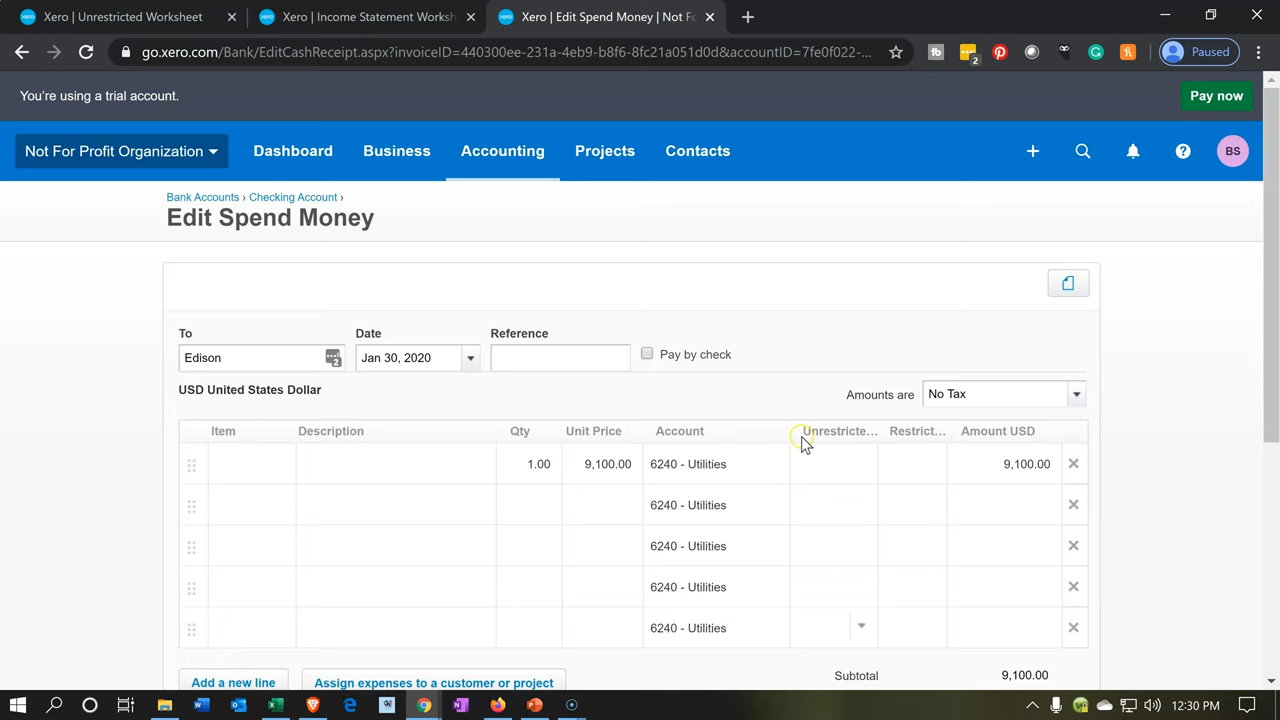 Xero | Unrestricted Worksheet
Xero | Income Statement Worksh
Xero | Edit Spend Money | Not Fo
go.xero.com/Bank/EditCashReceipt.aspx?invoiceID=440300ee-231a-4eb9-b8f6-8fc21a051d0d&accountID=7fe0f022-...
2
Paused
You're using a trial account.
Pay now
Not For Profit Organization
Dashboard
Business
Accounting
Projects
Contacts
BS
Bank Accounts › Checking Account ›
Edit Spend Money
To
Date
Reference
Edison
2
Jan 30, 2020
Pay by check
USD United States Dollar
Amounts are
No Tax
Item
Description
Qty
Unit Price
Account
Unrestricte...
Restrict...
Amount USD
1.00
9,100.00
6240 - Utilities
9,100.00
6240 - Utilities
6240 - Utilities
6240 - Utilities
6240 - Utilities
Add a new line
Assign expenses to a customer or project
Subtotal
9,100.00
12:30 PM